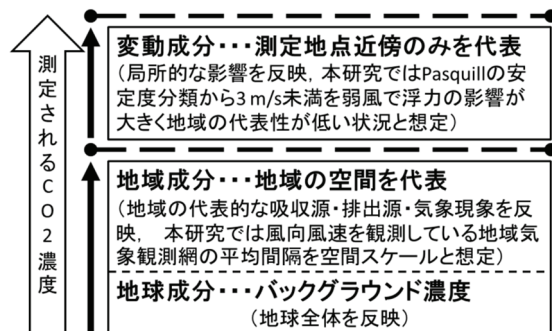 測定されるCO2濃度
変動成分・・・測定地点近傍のみを代表
(局所的な影響を反映，本研究ではPasquillの安
定度分類から3 m/s未満を弱風で浮力の影響が
大きく地域の代表性が低い状況と想定)
地域成分・・・地域の空間を代表
(地域の代表的な吸収源・排出源・気象現象を反
映，　本研究では風向風速を観測している地域気
象観測網の平均間隔を空間スケールと想定)
地球成分・・・バックグラウンド濃度
(地球全体を反映)